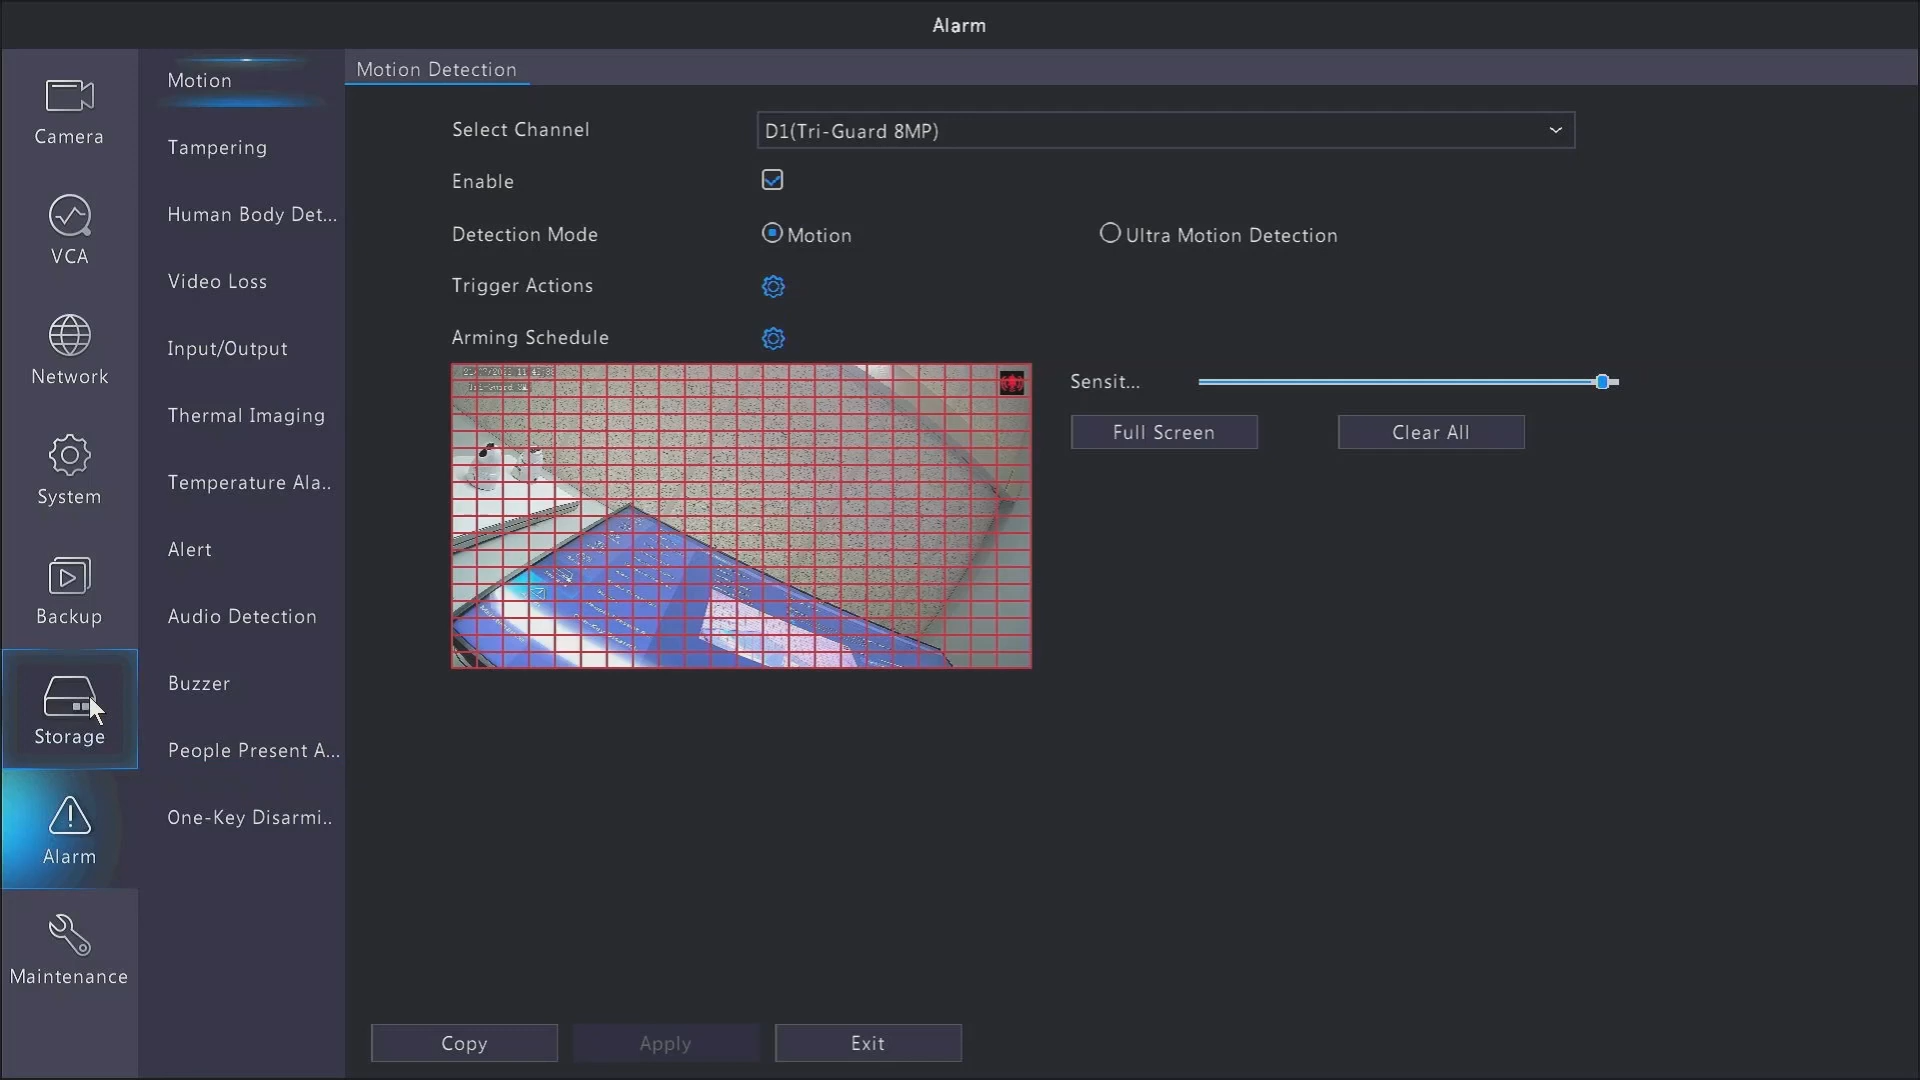 Alarm
Camera
VCA
Network
System
Backup
Storage
Alarm
Maintenance
Motion
Tampering
Human Body Det...
Video Loss
Input/Output
Thermal Imaging
Temperature Ala..
Alert
Audio Detection
Buzzer
People Present A...
One-Key Disarmi..
Motion Detection
Select Channel
D1(Tri-Guard 8MP)
Enable
Detection Mode
Motion
Ultra Motion Detection
Trigger Actions
Arming Schedule
Sensit...
Full Screen
Clear All
Copy
Apply
Exit